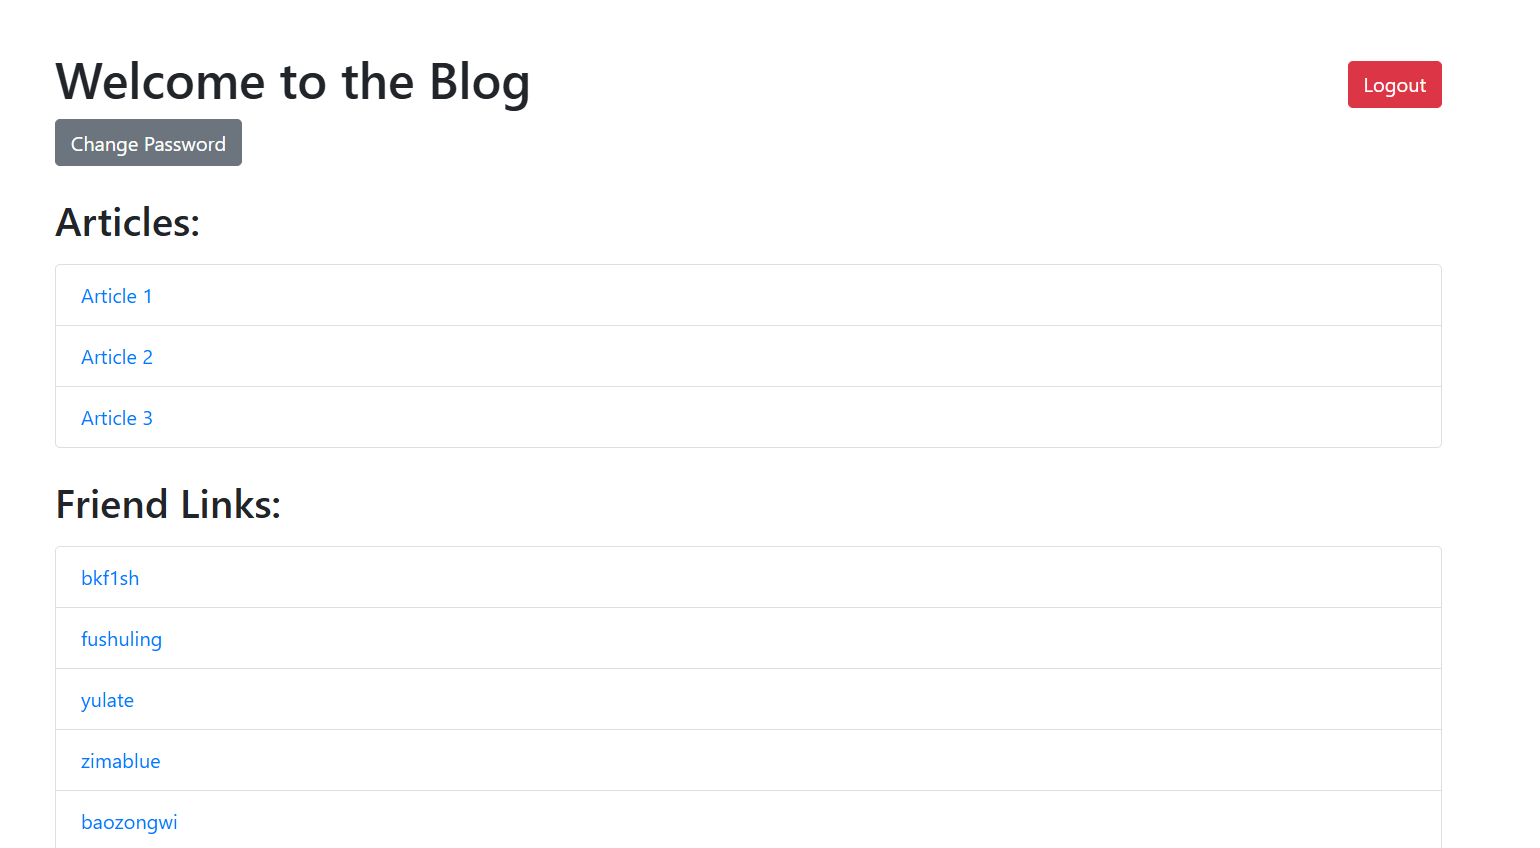 Welcome to the Blog
Logout
Change Password
Articles:
Article 1
Article 2
Article 3
Friend Links:
bkf1sh
fushuling
yulate
zimablue
baozongwi